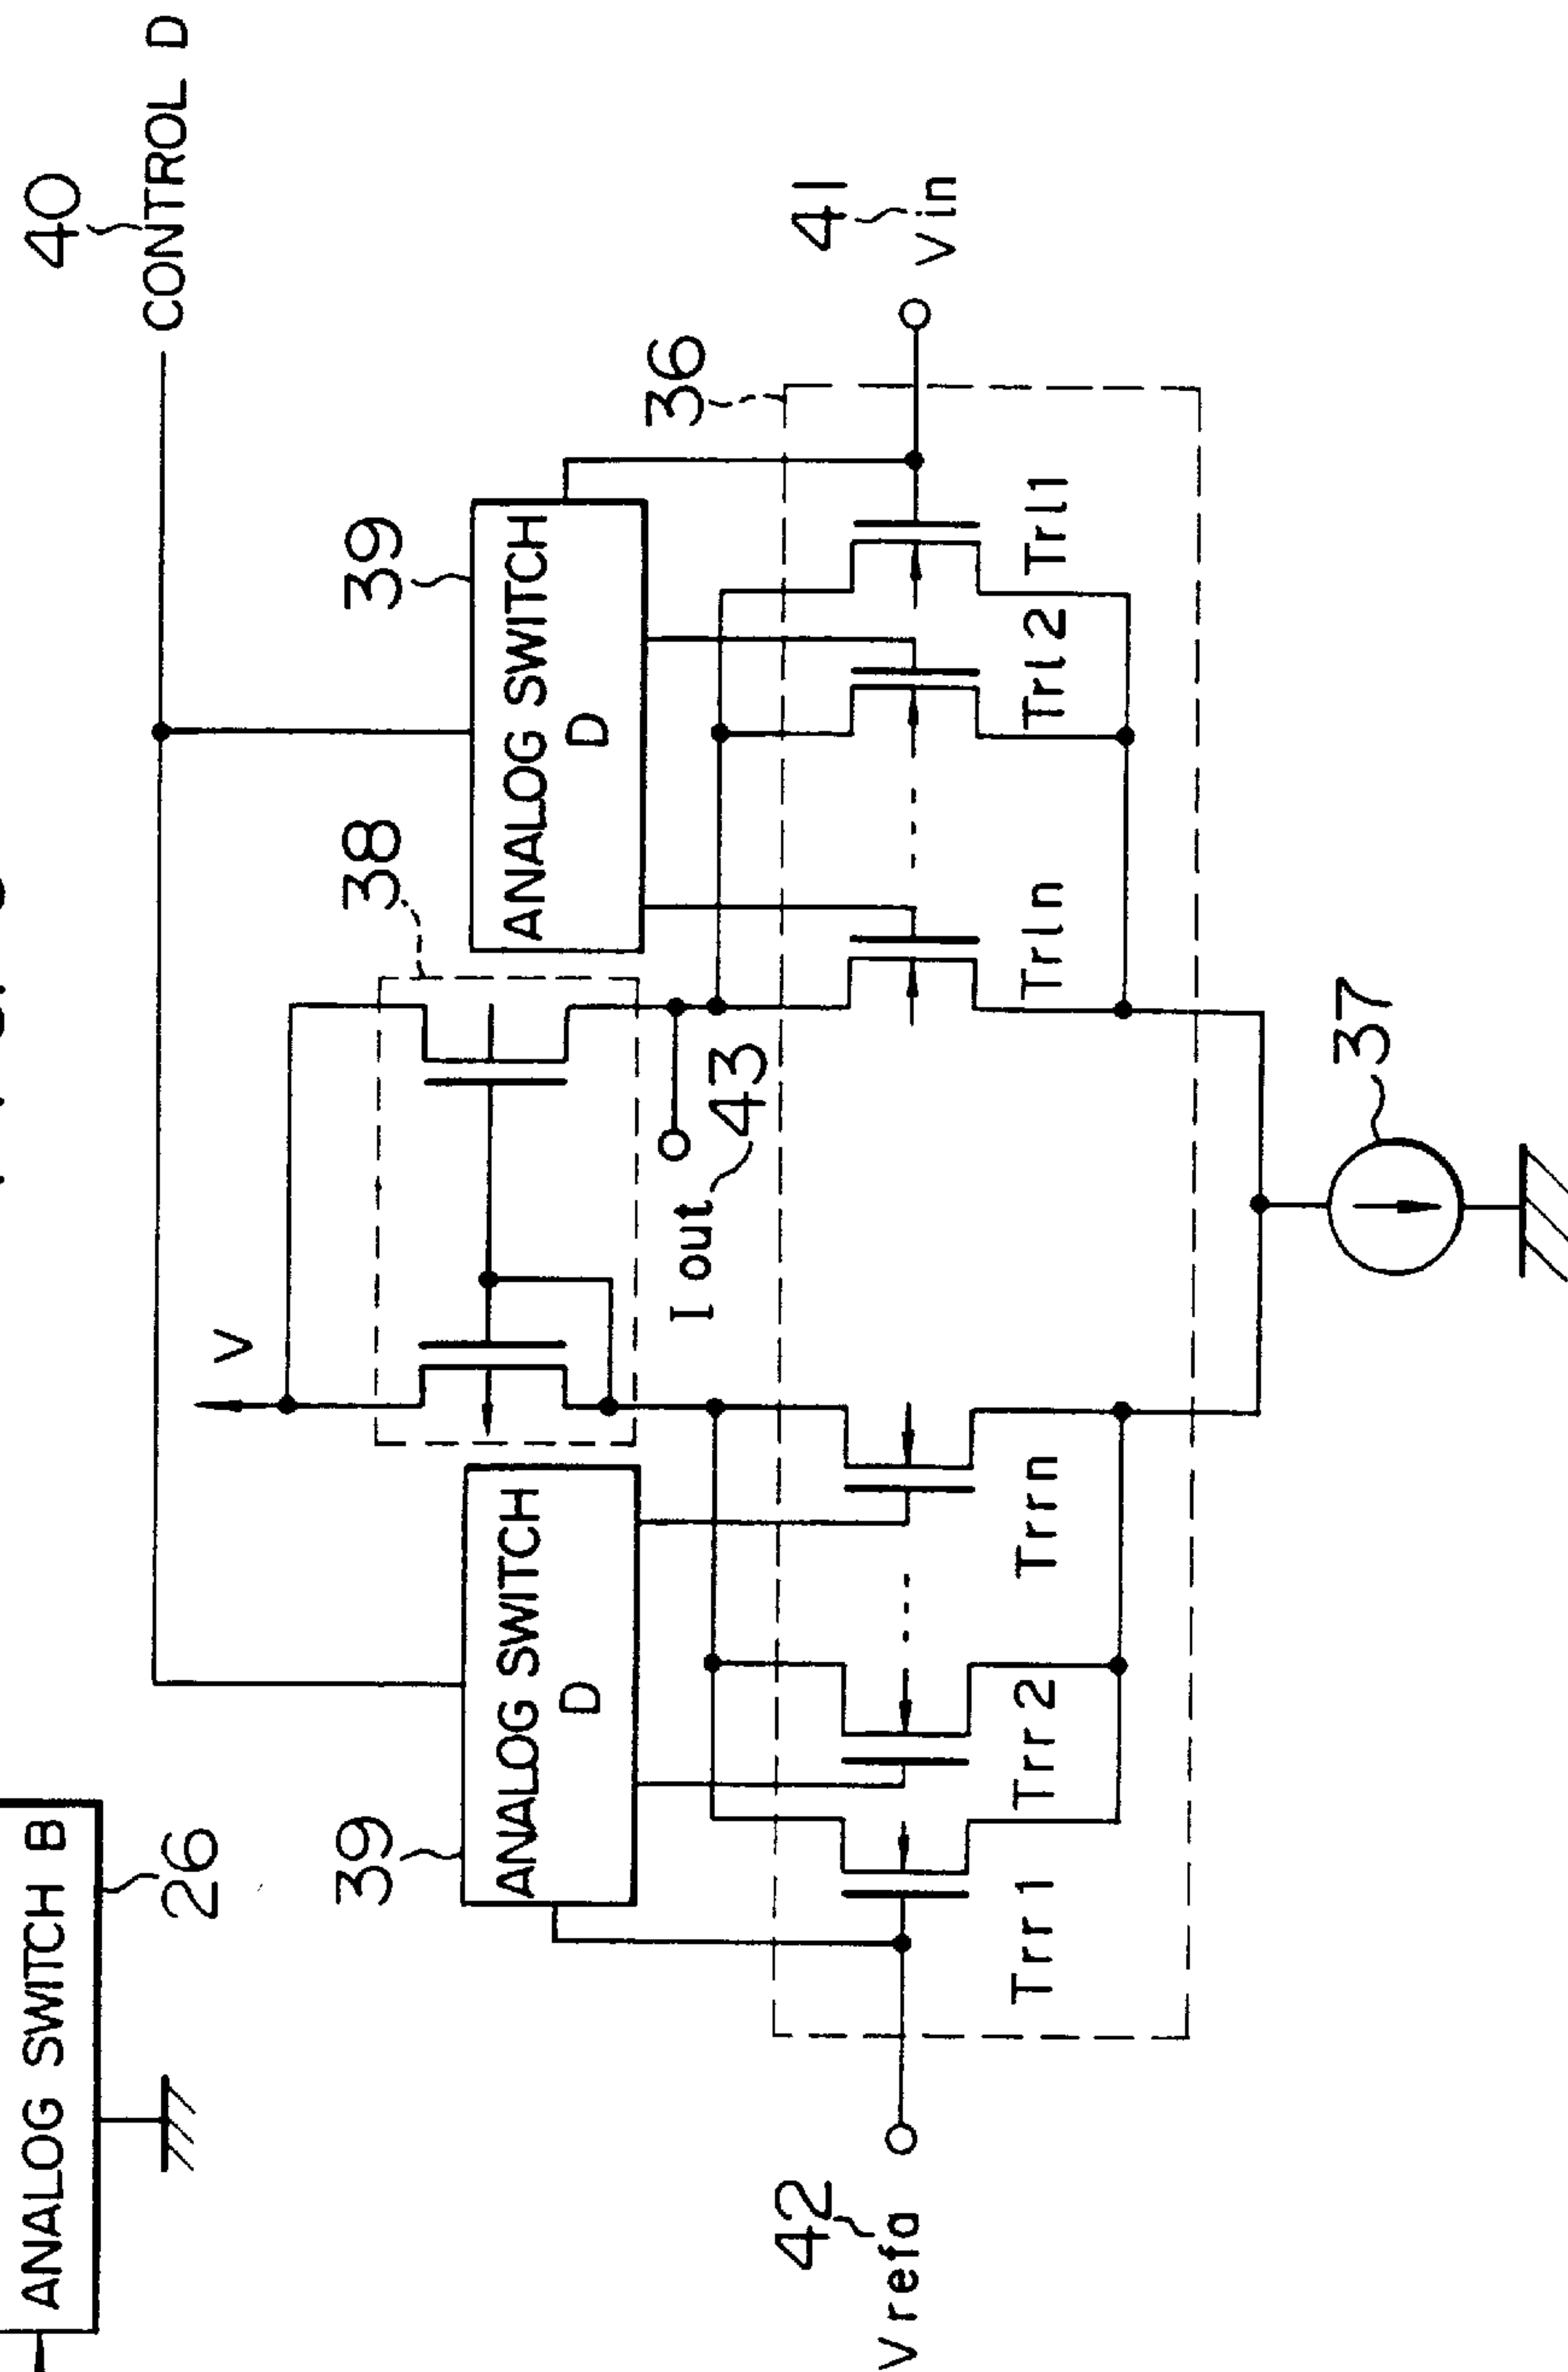 40
CONTROL D
39
ANALOG SWITCH
D
41
Vin
36
38
V
I out
43
Trl1
Trl2
Trln
37
39
ANALOG SWITCH
D
Trrn
Trr2
Trr1
42
Vrefa
ANALOG SWITCH B
26